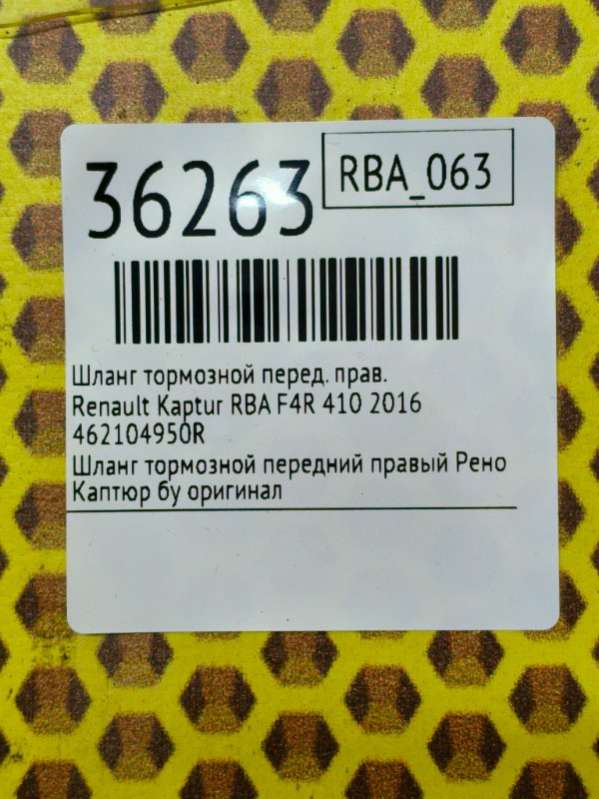 36263
RBA_063
Шланг тормозной перед. прав.
Renault Kaptur RBA F4R 410 2016
462104950R
Шланг тормозной передний правый Рено
Каптюр бу оригинал